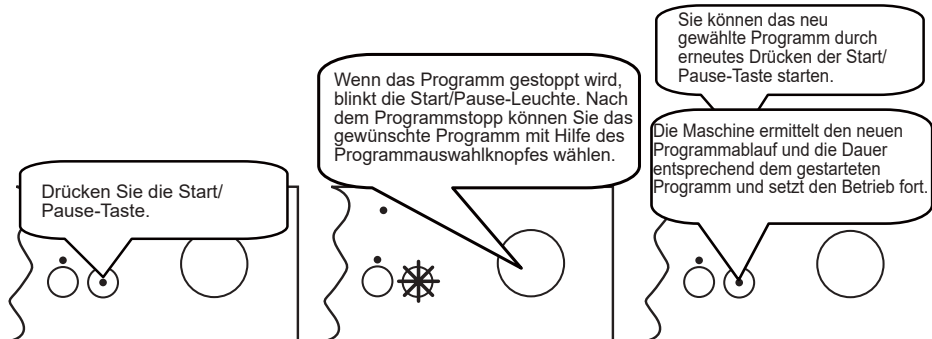 Drücken Sie die Start/
Pause-Taste.
Wenn das Programm gestoppt wird,
blinkt die Start/Pause-Leuchte. Nach
dem Programmstopp können Sie das
gewünschte Programm mit Hilfe des
Programmauswahlknopfes wählen.
Sie können das neu
gewählte Programm durch
erneutes Drücken der Start/
Pause-Taste starten.
Die Maschine ermittelt den neuen
Programmablauf und die Dauer
entsprechend dem gestarteten
Programm und setzt den Betrieb fort.